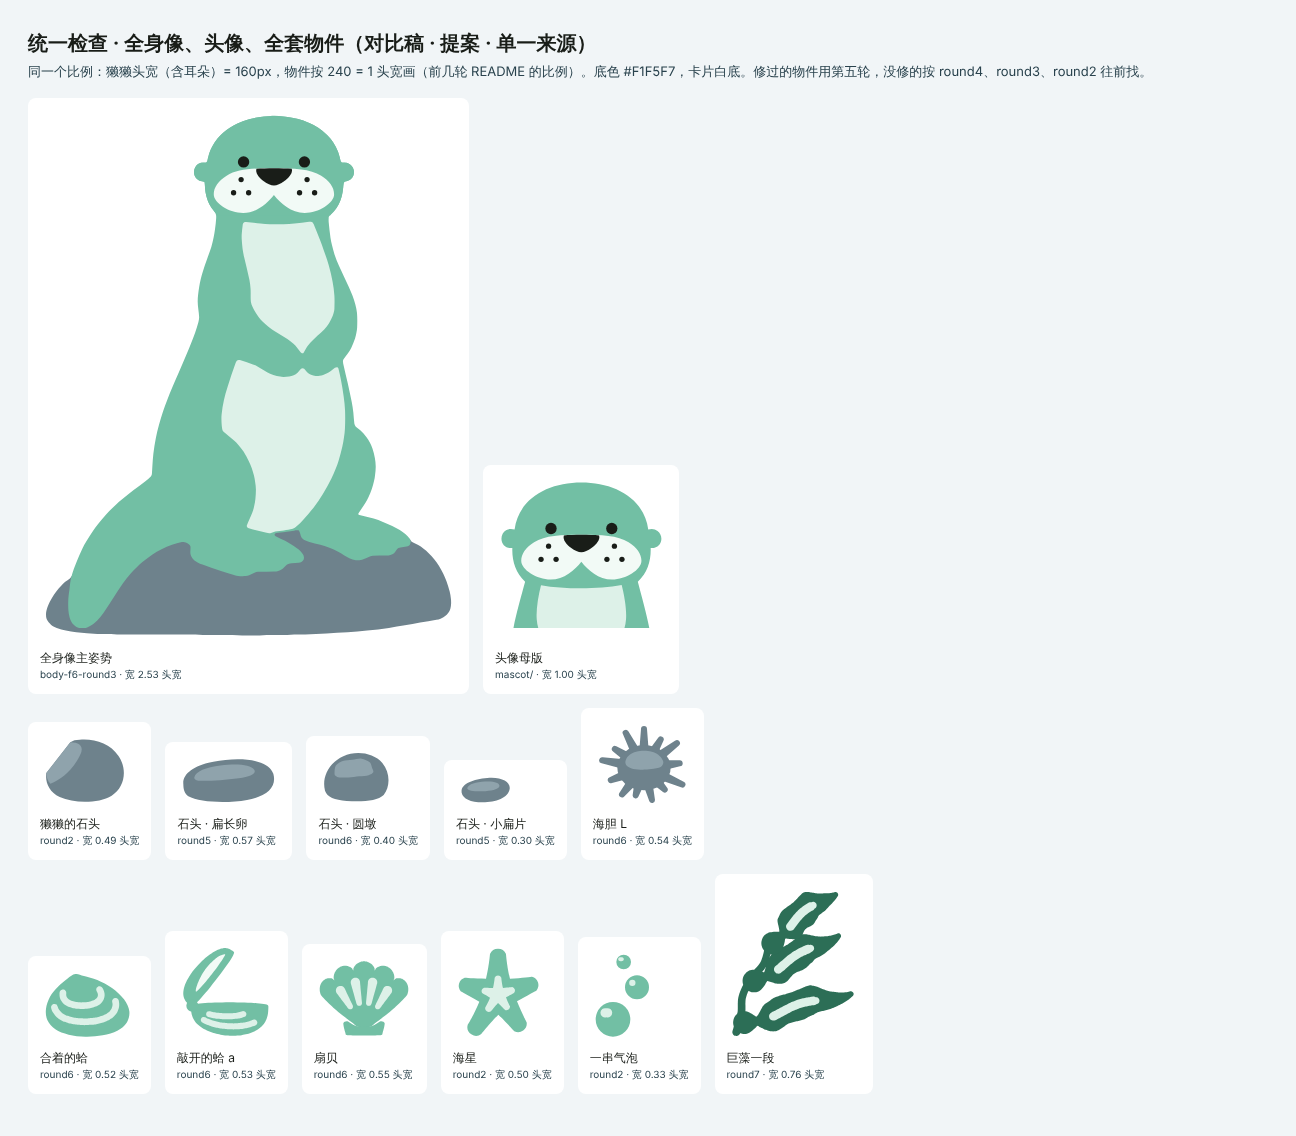 统一检查 · 全身像、头像、全套物件（对比稿 · 提案 · 单一来源）
同一个比例：獭獭头宽（含耳朵）= 160px，物件按 240 = 1 头宽画（前几轮 README 的比例）。底色 #F1F5F7，卡片白底。修过的物件用第五轮，没修的按 round4、round3、round2 往前找。
全身像主姿势
body-f6-round3 · 宽 2.53 头宽
头像母版
mascot/ · 宽 1.00 头宽
獭獭的石头
round2 · 宽 0.49 头宽
石头 · 扁长卵
round5 · 宽 0.57 头宽
石头 · 圆墩
round6 · 宽 0.40 头宽
石头 · 小扁片
round5 · 宽 0.30 头宽
海胆 L
round6 · 宽 0.54 头宽
合着的蛤
round6 · 宽 0.52 头宽
敲开的蛤 a
round6 · 宽 0.53 头宽
扇贝
round6 · 宽 0.55 头宽
海星
round2 · 宽 0.50 头宽
一串气泡
round2 · 宽 0.33 头宽
巨藻一段
round7 · 宽 0.76 头宽